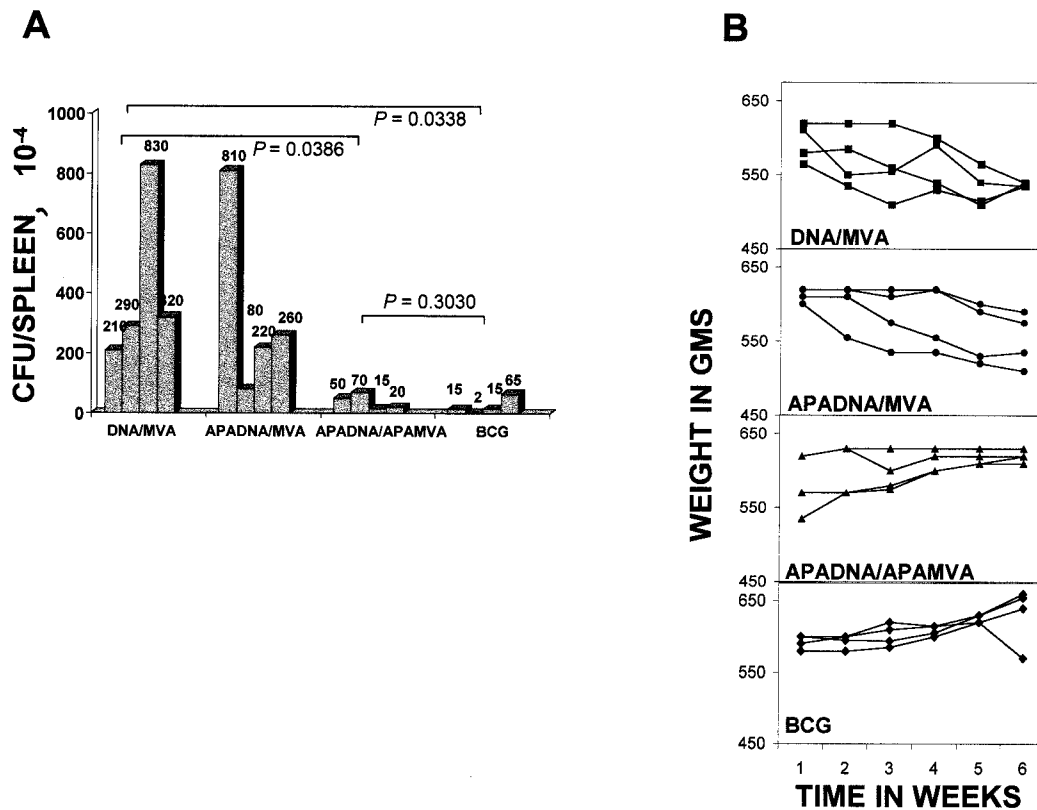 A
CFU/SPLEEN, 10-4
1000
800
600
400
200
0
P = 0.0338
P = 0.0386
P = 0.3030
210
290
830
320
810
80
220
260
50
70
15
20
15
2
15
65
DNA/MVA
APADNA/MVA
APADNA/APAMVA
BCG
B
WEIGHT IN GMS
650
550
450
DNA/MVA
650
550
450
APADNA/MVA
650
550
450
APADNA/APAMVA
650
550
450
BCG
1 2 3 4 5 6
TIME IN WEEKS